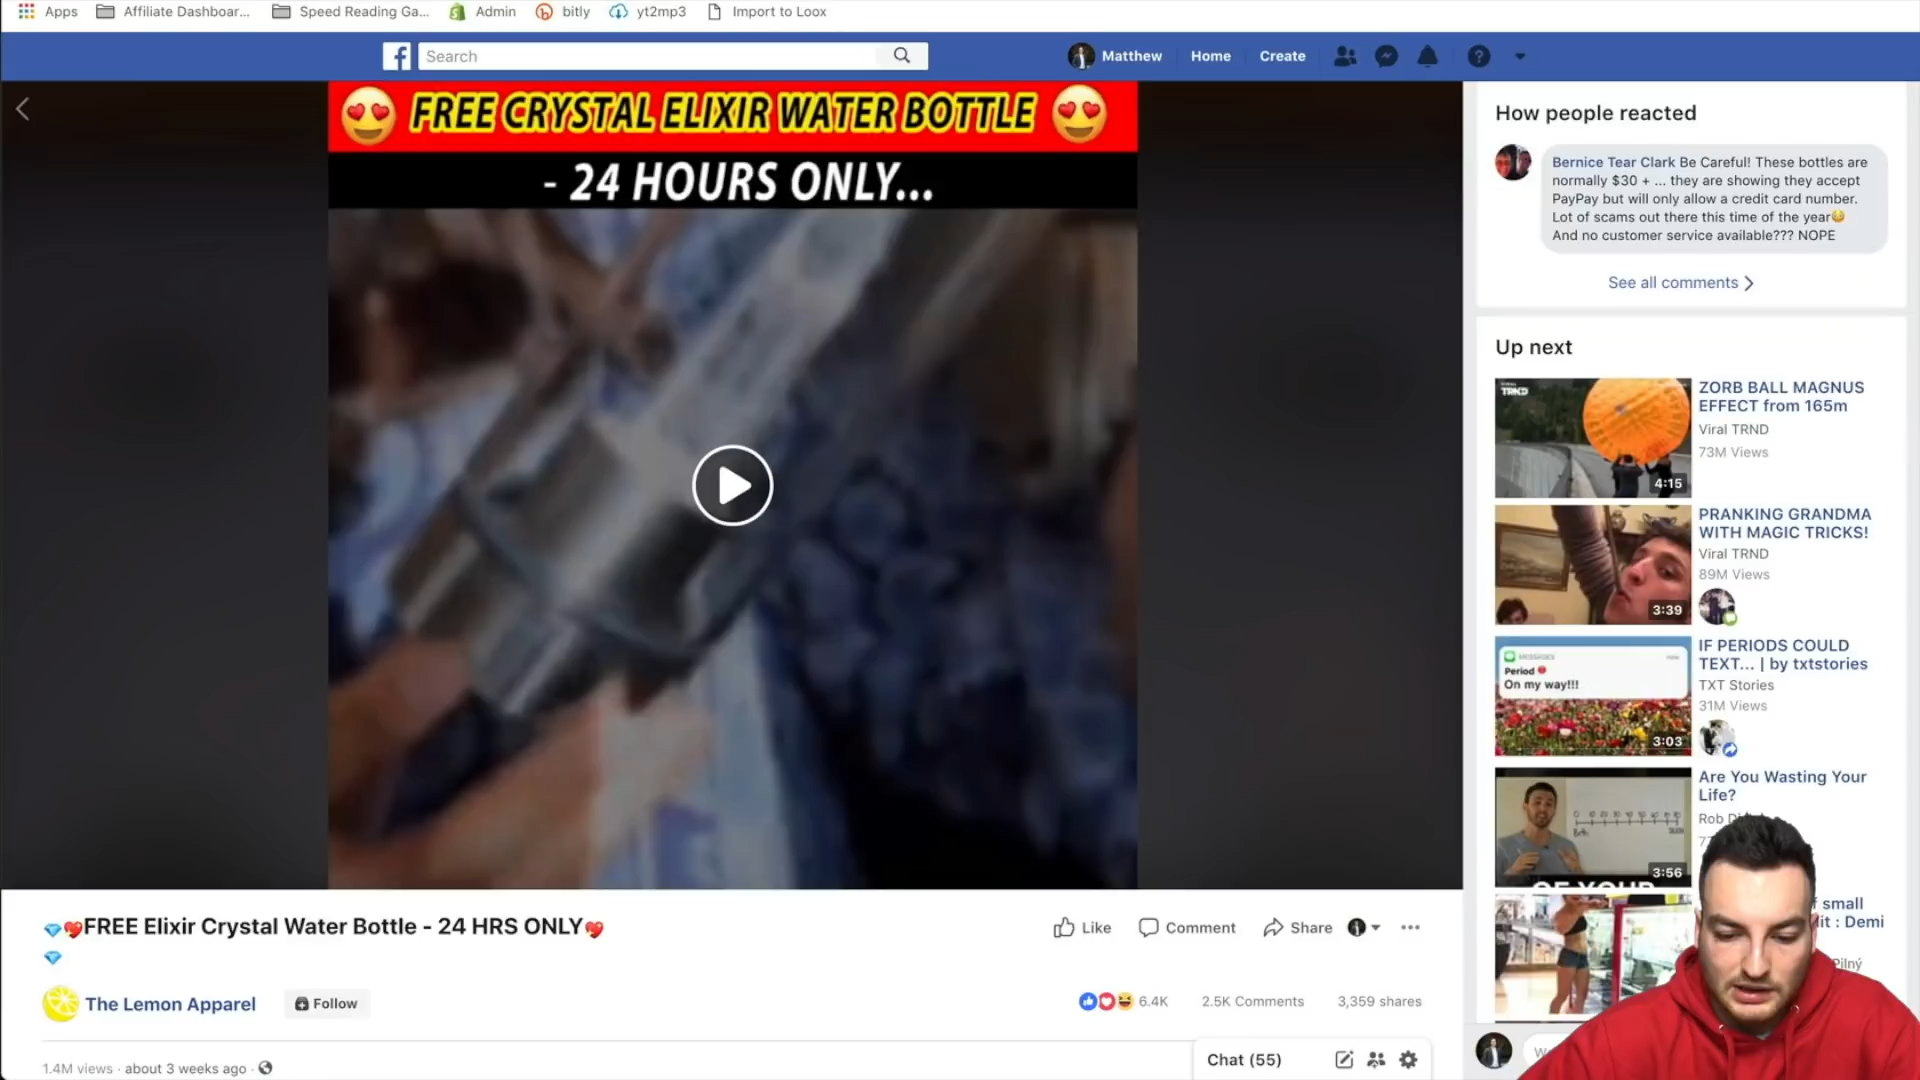 Apps
Affiliate Dashboar...
Speed Reading Ga...
Admin
bitly
yt2mp3
Import to Loox
Search
Matthew
Home
Create
FREE CRYSTAL ELIXIR WATER BOTTLE
- 24 HOURS ONLY...
How people reacted
Bernice Tear Clark Be Careful! These bottles are
normally $30 + ... they are showing they accept
PayPay but will only allow a credit card number.
Lot of scams out there this time of the year😳
And no customer service available??? NOPE
See all comments
Up next
TRND
4:15
ZORB BALL MAGNUS
EFFECT from 165m
Viral TRND
73M Views
3:39
PRANKING GRANDMA
WITH MAGIC TRICKS!
Viral TRND
89M Views
Period
On my way!!!
3:03
IF PERIODS COULD
TEXT... | by txtstories
TXT Stories
31M Views
3:56
Are You Wasting Your
Life?
Rob
OF YOUR
small
: Demi
Pilný
💎💖FREE Elixir Crystal Water Bottle - 24 HRS ONLY💖
💎
Like
Comment
Share
The Lemon Apparel
Follow
6.4K
2.5K Comments
3,359 shares
1.4M views · about 3 weeks ago ·
Chat (55)